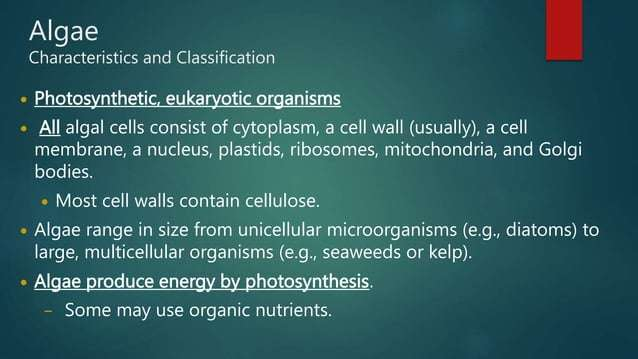 Algae
Characteristics and Classification
• Photosynthetic, eukaryotic organisms
• All algal cells consist of cytoplasm, a cell wall (usually), a cell
membrane, a nucleus, plastids, ribosomes, mitochondria, and Golgi
bodies.
• Most cell walls contain cellulose.
• Algae range in size from unicellular microorganisms (e.g., diatoms) to
large, multicellular organisms (e.g., seaweeds or kelp).
• Algae produce energy by photosynthesis.
– Some may use organic nutrients.